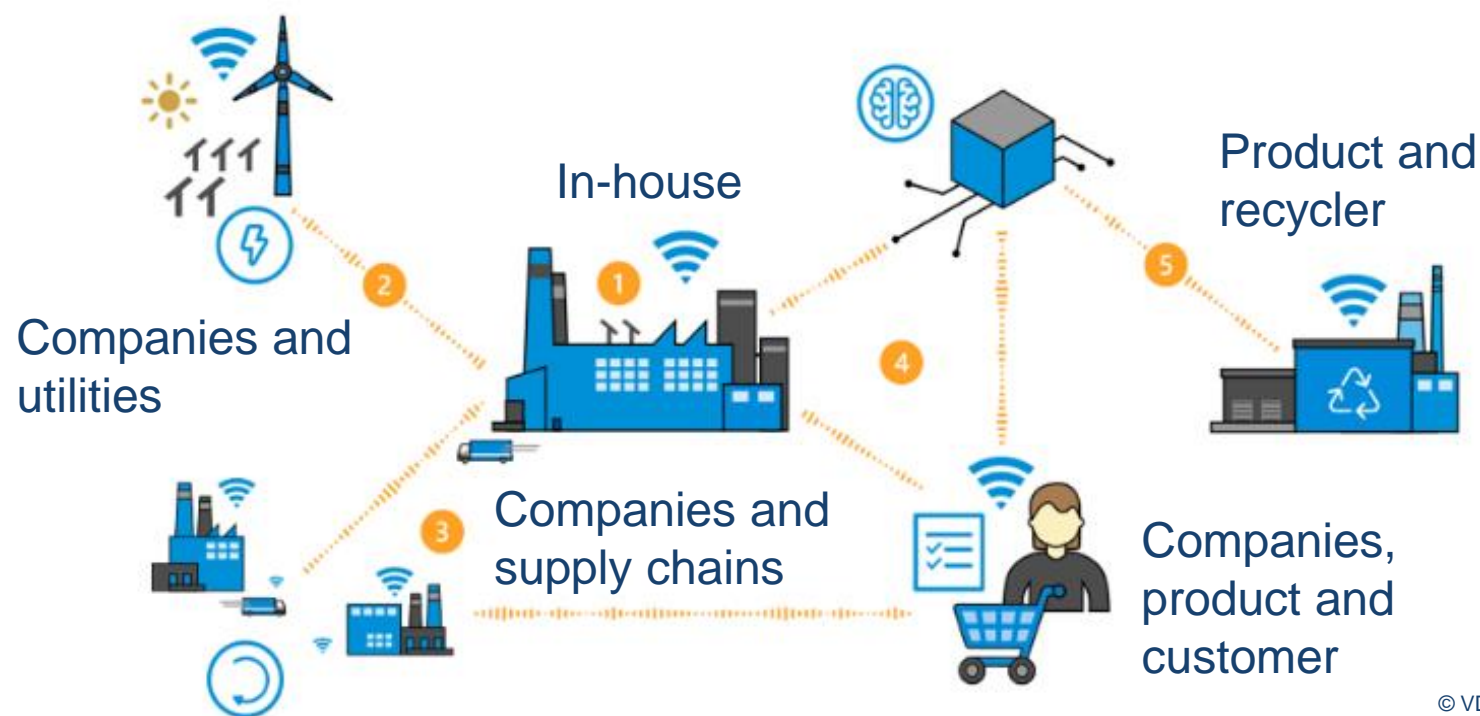 In-house
Product and
recycler
1
2
5
Companies and
utilities
4
3
Companies and
supply chains
Companies,
product and
customer
© VD